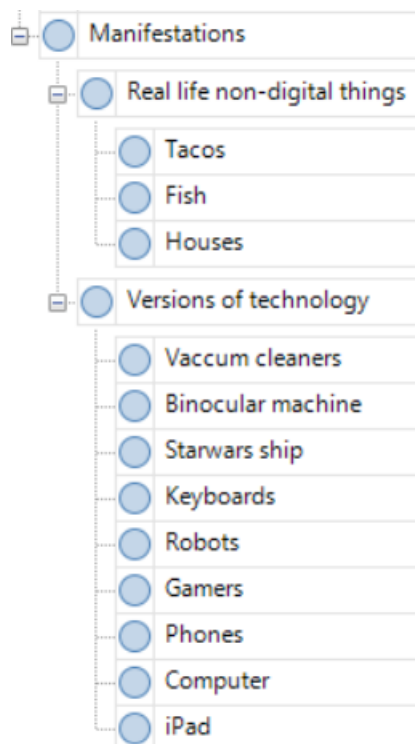 Manifestations
Real life non-digital things
Tacos
Fish
Houses
Versions of technology
Vaccum cleaners
Binocular machine
Starwars ship
Keyboards
Robots
Gamers
Phones
Computer
iPad